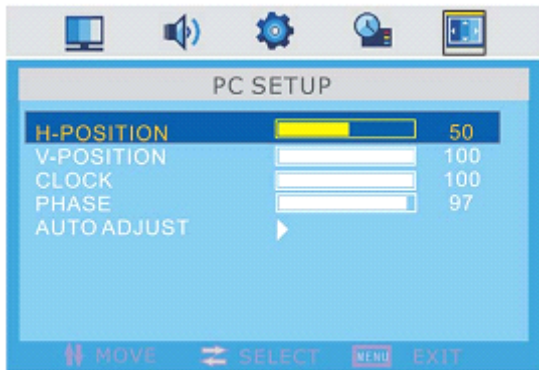 PC SETUP
H-POSITION 50
V-POSITION 100
CLOCK 100
PHASE 97
AUTO ADJUST
MOVE SELECT MENU EXIT